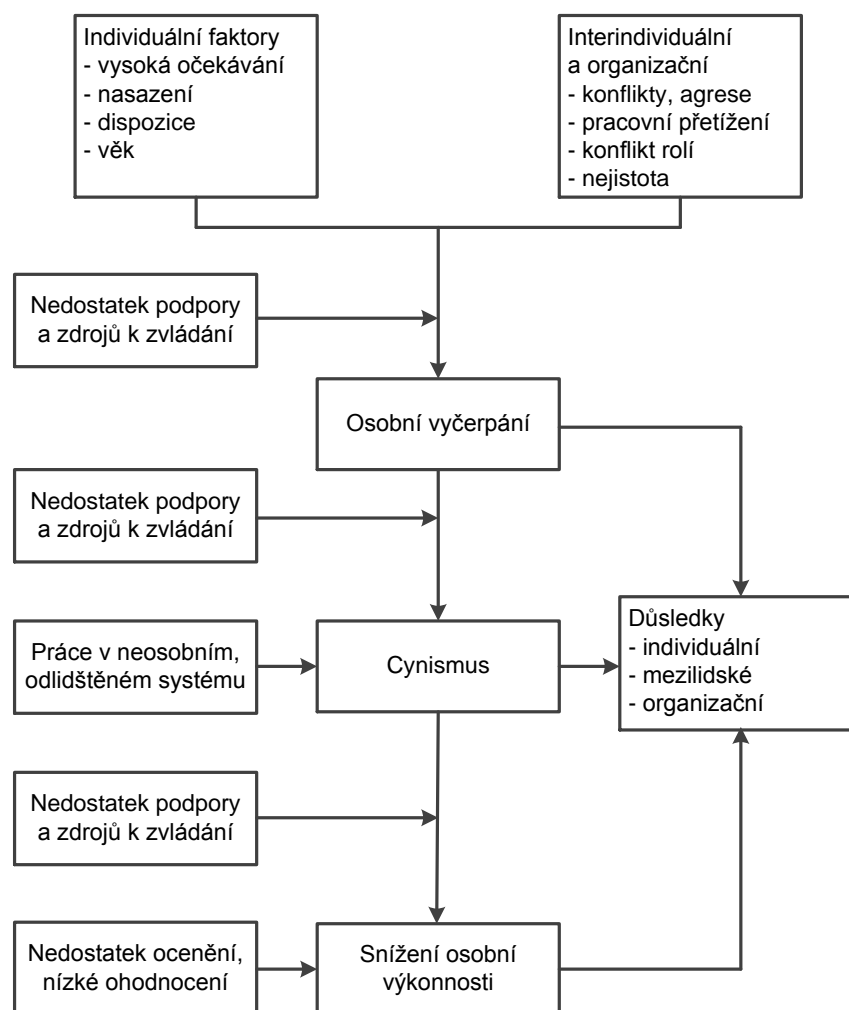 Individuální faktory
- vysoká očekávání
- nasazení
- dispozice
- věk
Interindividuální
a organizační
- konflikty, agrese
- pracovní přetížení
- konflikt rolí
- nejistota
Nedostatek podpory
a zdrojů k zvládání
Osobní vyčerpání
Nedostatek podpory
a zdrojů k zvládání
Práce v neosobním,
odlidštěném systému
Cynismus
Důsledky
- individuální
- mezilidské
- organizační
Nedostatek podpory
a zdrojů k zvládání
Nedostatek ocenění,
nízké ohodnocení
Snížení osobní
výkonnosti